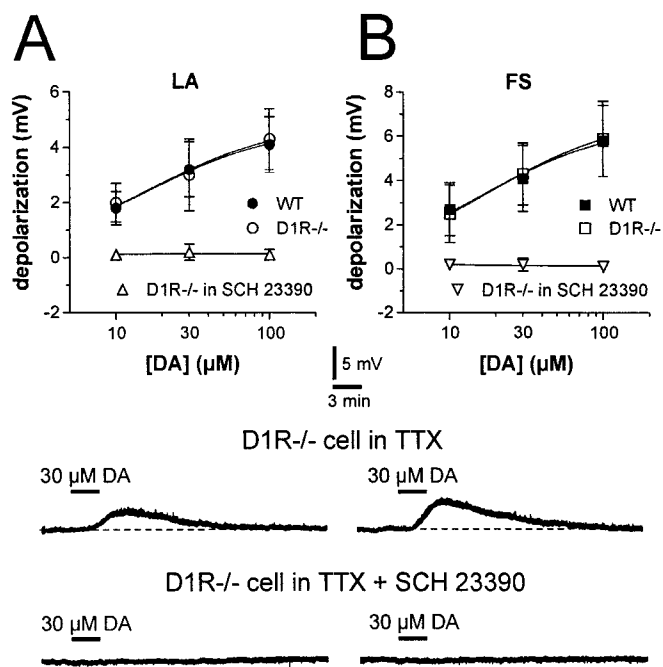 A
B
LA
FS
depolarization (mV)
6
4
2
0
-2
WT
D1R-/-
D1R-/- in SCH 23390
10
30
100
[DA] (µM)
depolarization (mV)
8
6
4
2
0
-2
WT
D1R-/-
D1R-/- in SCH 23390
10
30
100
[DA] (µM)
5 mV
3 min
D1R-/- cell in TTX
30 µM DA
30 µM DA
D1R-/- cell in TTX + SCH 23390
30 µM DA
30 µM DA